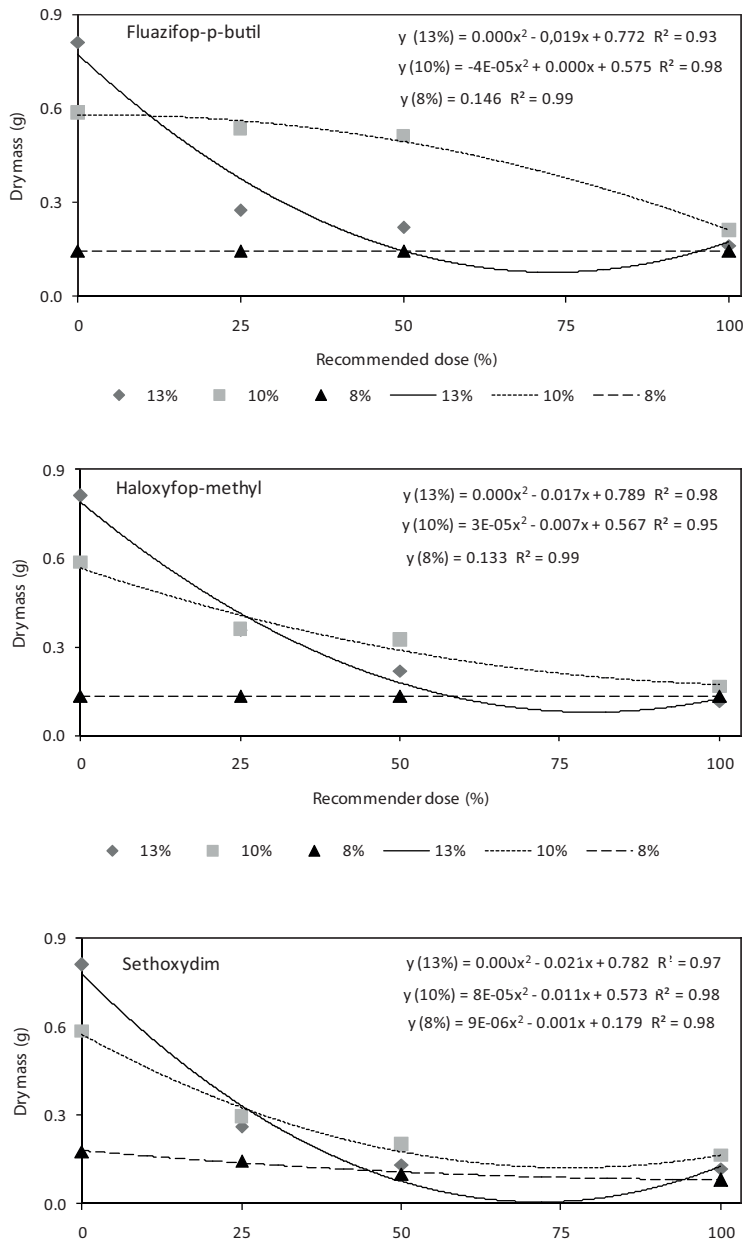 Fluazifop-p-butil
y (13%) = 0.000x² - 0,019x + 0.772 R² = 0.93
y (10%) = -4E-05x² + 0.000x + 0.575 R² = 0.98
y (8%) = 0.146 R² = 0.99
0.9
0.6
0.3
0.0
Dry mass (g)
0 25 50 75 100
Recommended dose (%)
13% 10% 8% 13% 10% 8%
Haloxyfop-methyl
y (13%) = 0.000x² - 0.017x + 0.789 R² = 0.98
y (10%) = 3E-05x² - 0.007x + 0.567 R² = 0.95
y (8%) = 0.133 R² = 0.99
0.9
0.6
0.3
0.0
Dry mass (g)
0 25 50 75 100
Recommender dose (%)
13% 10% 8% 13% 10% 8%
Sethoxydim
y (13%) = 0.000x² - 0.021x + 0.782 R² = 0.97
y (10%) = 8E-05x² - 0.011x + 0.573 R² = 0.98
y (8%) = 9E-06x² - 0.001x + 0.179 R² = 0.98
0.9
0.6
0.3
0.0
Dry mass (g)
0 25 50 75 100